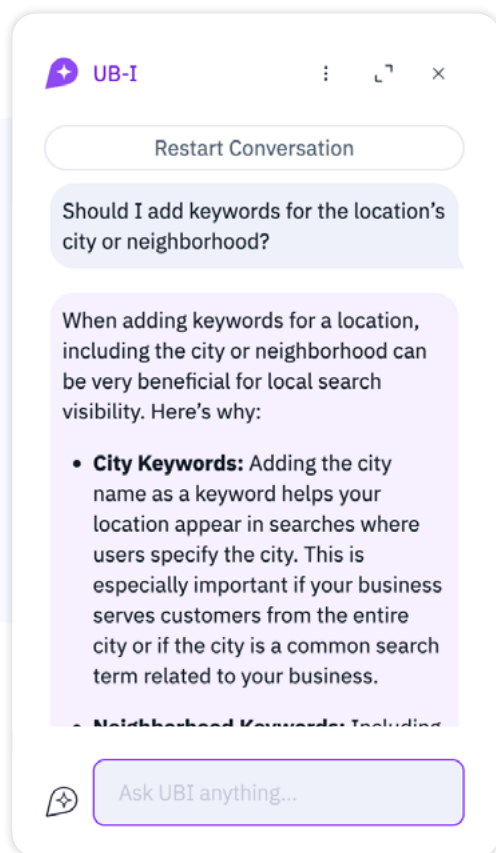 UB-I
Restart Conversation
Should I add keywords for the location’s
city or neighborhood?
When adding keywords for a location,
including the city or neighborhood can
be very beneficial for local search
visibility. Here’s why:
• City Keywords: Adding the city
name as a keyword helps your
location appear in searches where
users specify the city. This is
especially important if your business
serves customers from the entire
city or if the city is a common search
term related to your business.
• Neighborhood Keywords: Including
Ask UBI anything...